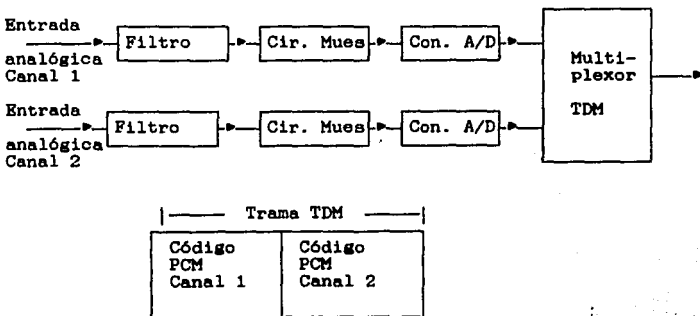 Entrada
analógica
Canal 1
Filtro
Cir. Mues
Con. A/D
Multi-
plexor
TDM
Entrada
analógica
Canal 2
Filtro
Cir. Mues
Con. A/D
Trama TDM
Código
PCM
Canal 1
Código
PCM
Canal 2